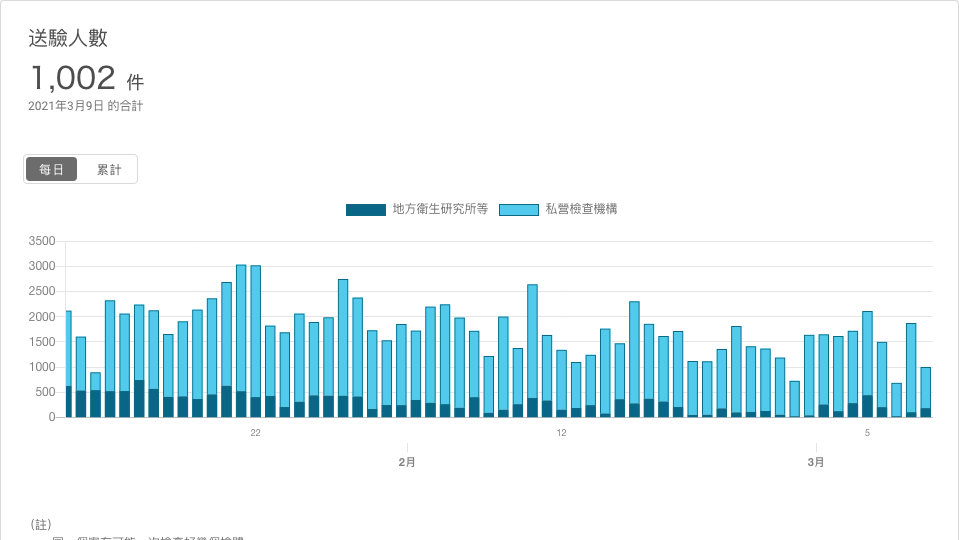 送驗人數
1,002 件
2021年3月9日 的合計
每日 累計
地方衛生研究所等 私營檢查機構
3500
3000
2500
2000
1500
1000
500
0
22 12 5
2月 3月
(註)